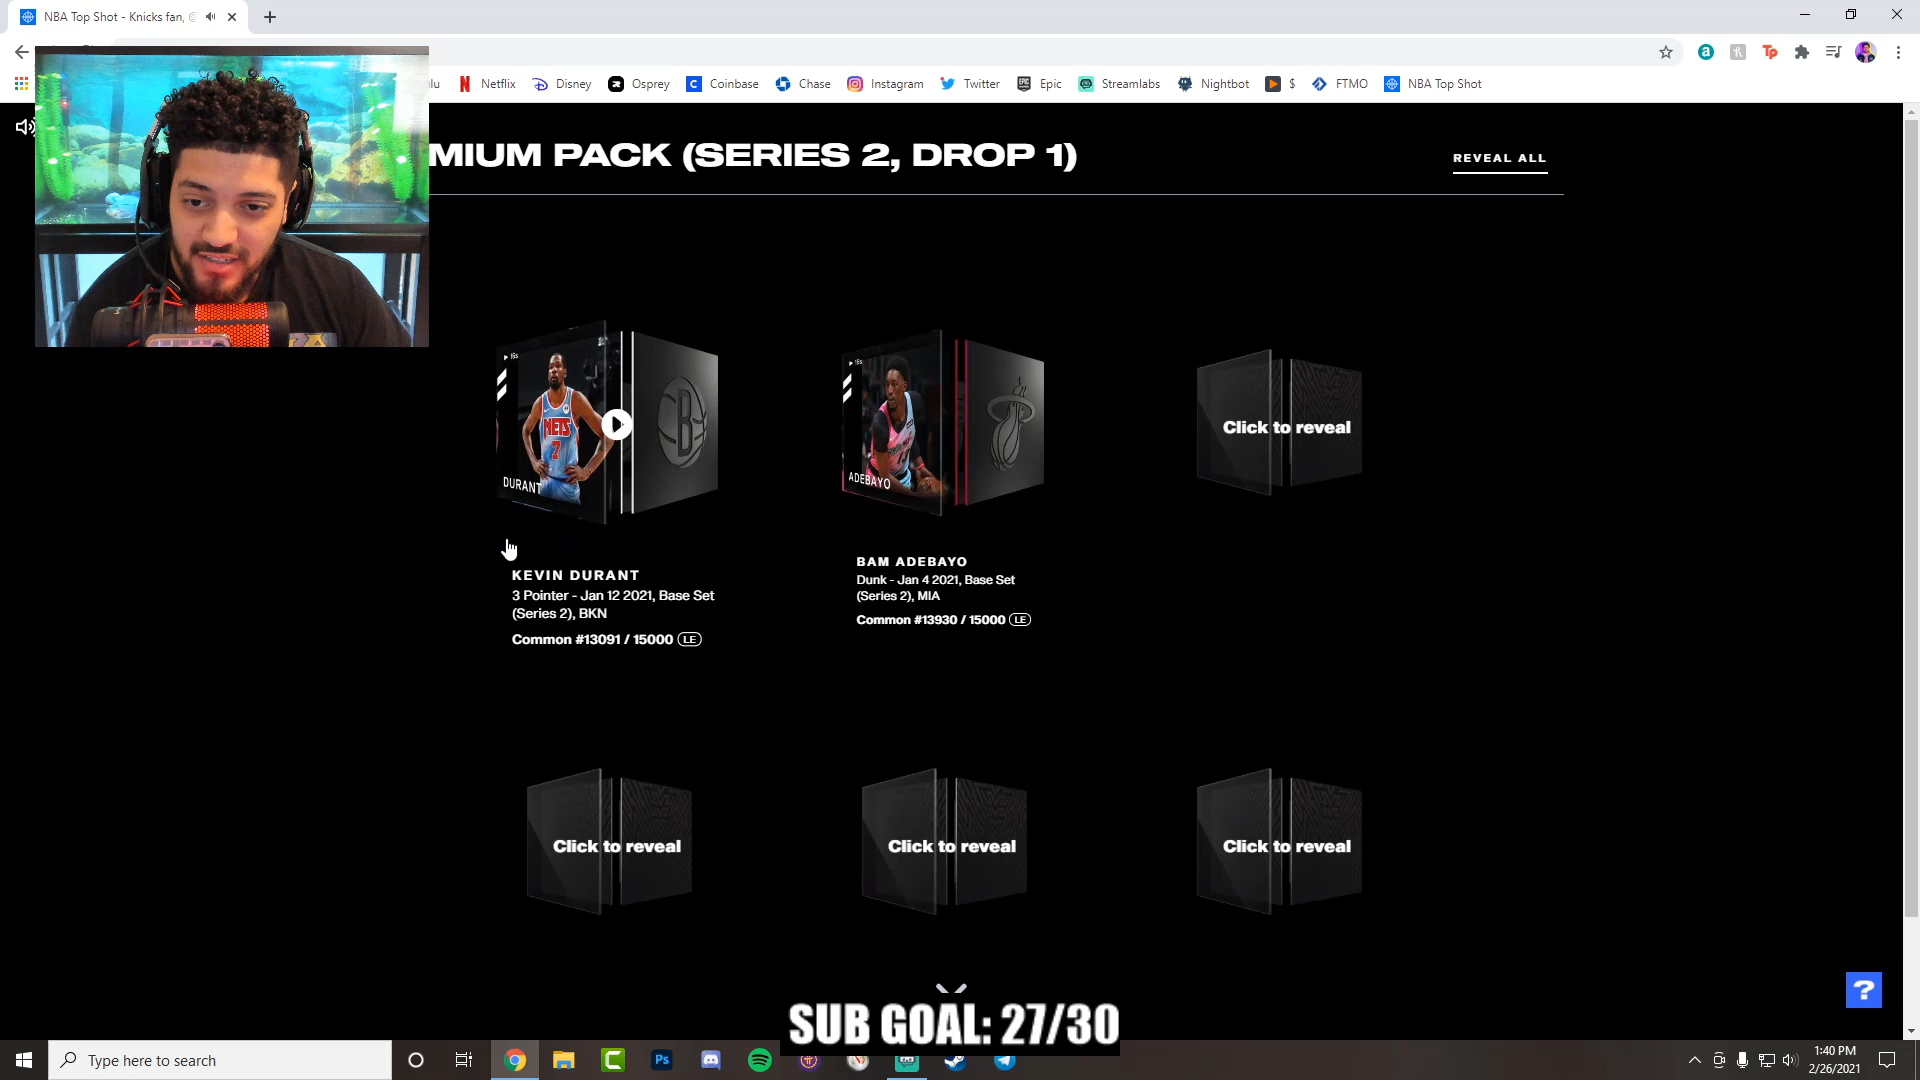 NBA Top Shot - Knicks fan,
Netflix
Disney
Osprey
Coinbase
Chase
Instagram
Twitter
Epic
Streamlabs
Nightbot
$
FTMO
NBA Top Shot
MIUM PACK (SERIES 2, DROP 1)
REVEAL ALL
NETS
7
DURANT
ADEBAYO
Click to reveal
KEVIN DURANT
3 Pointer - Jan 12 2021, Base Set
(Series 2), BKN
Common #13091 / 15000 LE
BAM ADEBAYO
Dunk - Jan 4 2021, Base Set
(Series 2), MIA
Common #13930 / 15000 LE
Click to reveal
Click to reveal
Click to reveal
SUB GOAL: 27/30
Type here to search
1:40 PM
2/26/2021